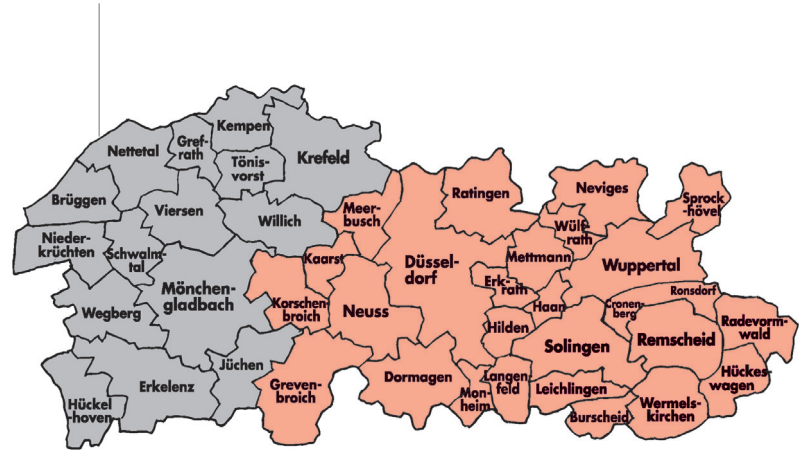 Kempen
Nettetal
Gref-
rath
Tönis-
vorst
Krefeld
Brüggen
Viersen
Willich
Nieder-
krüchten
Schwalm-
tal
Mönchen-
gladbach
Wegberg
Jüchen
Erkelenz
Hückel
-hoven
Meer-
busch
Kaarst
Korschen-
broich
Neuss
Düssel-
dorf
Greven-
broich
Dormagen
Ratingen
Neviges
Sprock
-hövel
Wülf-
rath
Mettmann
Wuppertal
Erk-
rath
Haan
Hilden
Ronsdorf
Cronen-
berg
Solingen
Remscheid
Radevorm-
wald
Hückes-
wagen
Mon-
heim
Langen-
feld
Leichlingen
Burscheid
Wermels-
kirchen